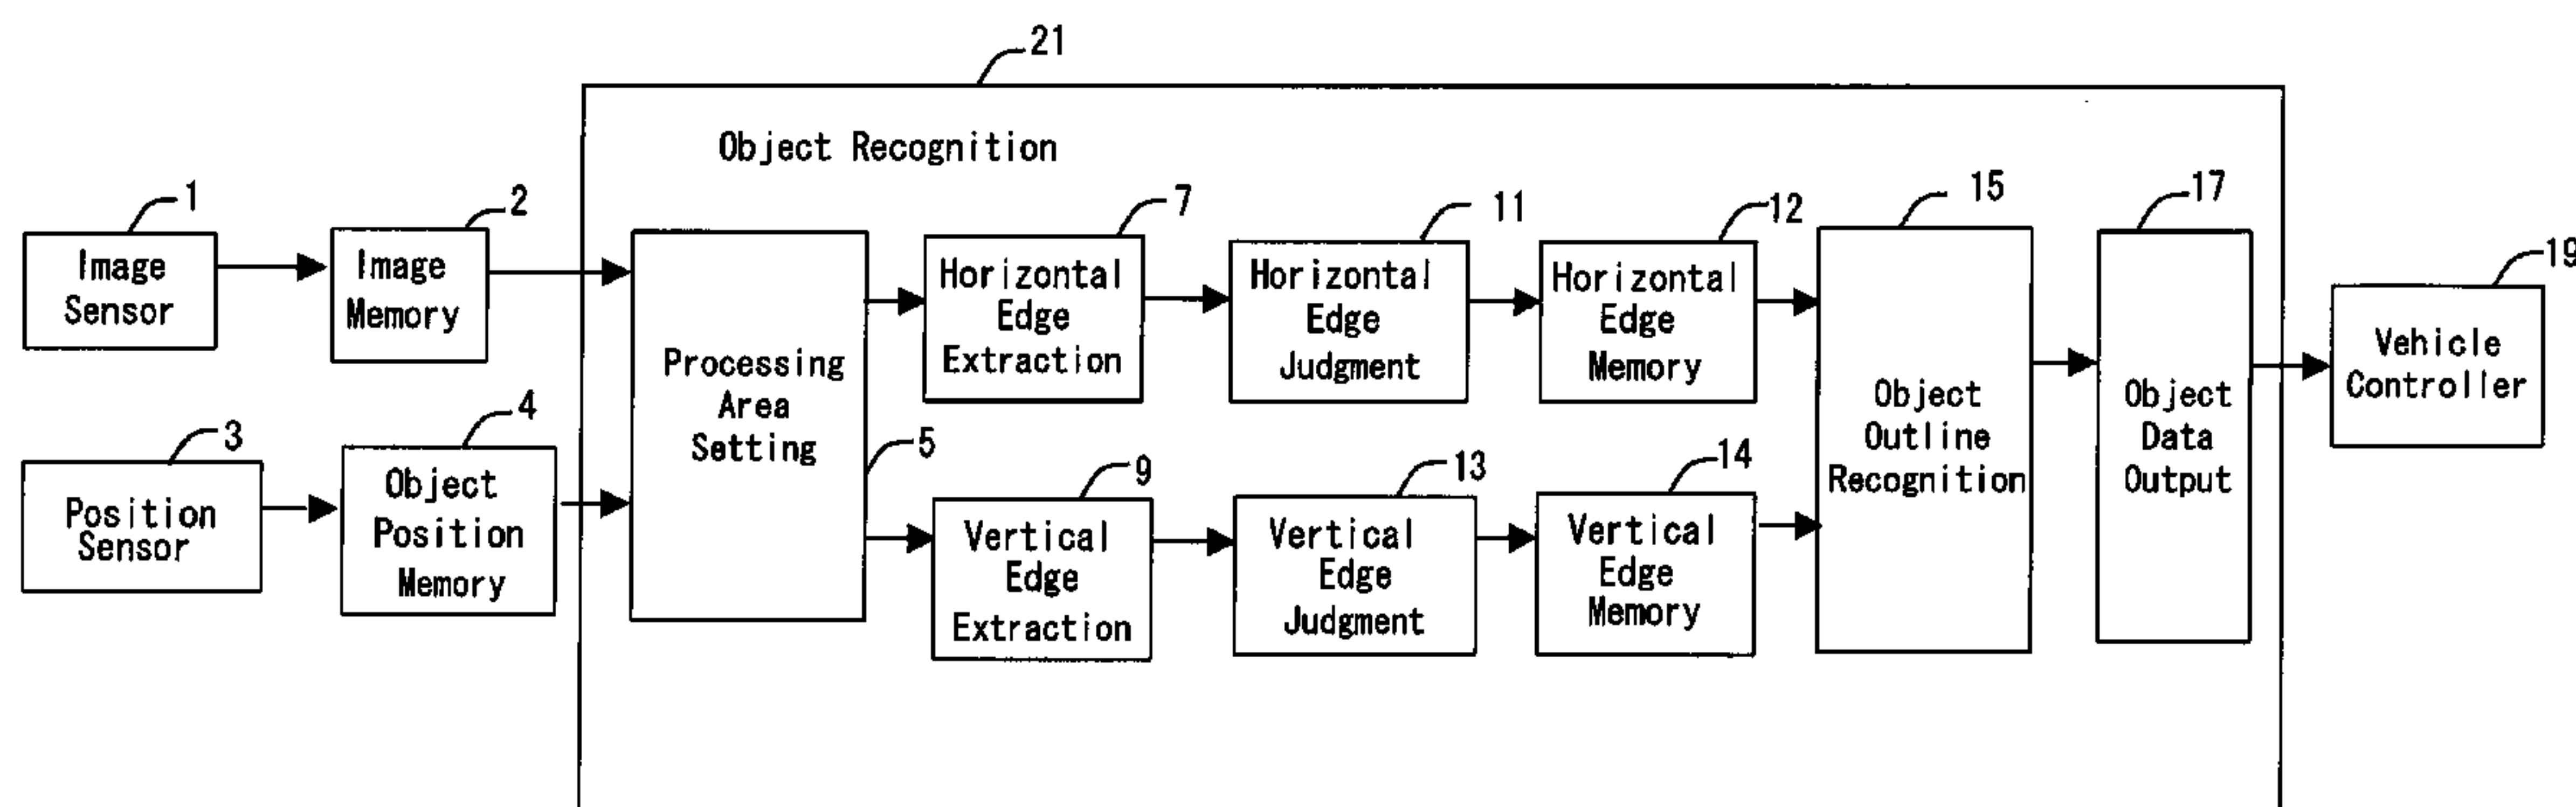 21
Object Recognition
1
Image
Sensor
2
Image
Memory
3
Position
Sensor
4
Object
Position
Memory
Processing
Area
Setting
5
7
Horizontal
Edge
Extraction
11
Horizontal
Edge
Judgment
12
Horizontal
Edge
Memory
9
Vertical
Edge
Extraction
13
Vertical
Edge
Judgment
14
Vertical
Edge
Memory
15
Object
Outline
Recognition
17
Object
Data
Output
19
Vehicle
Controller